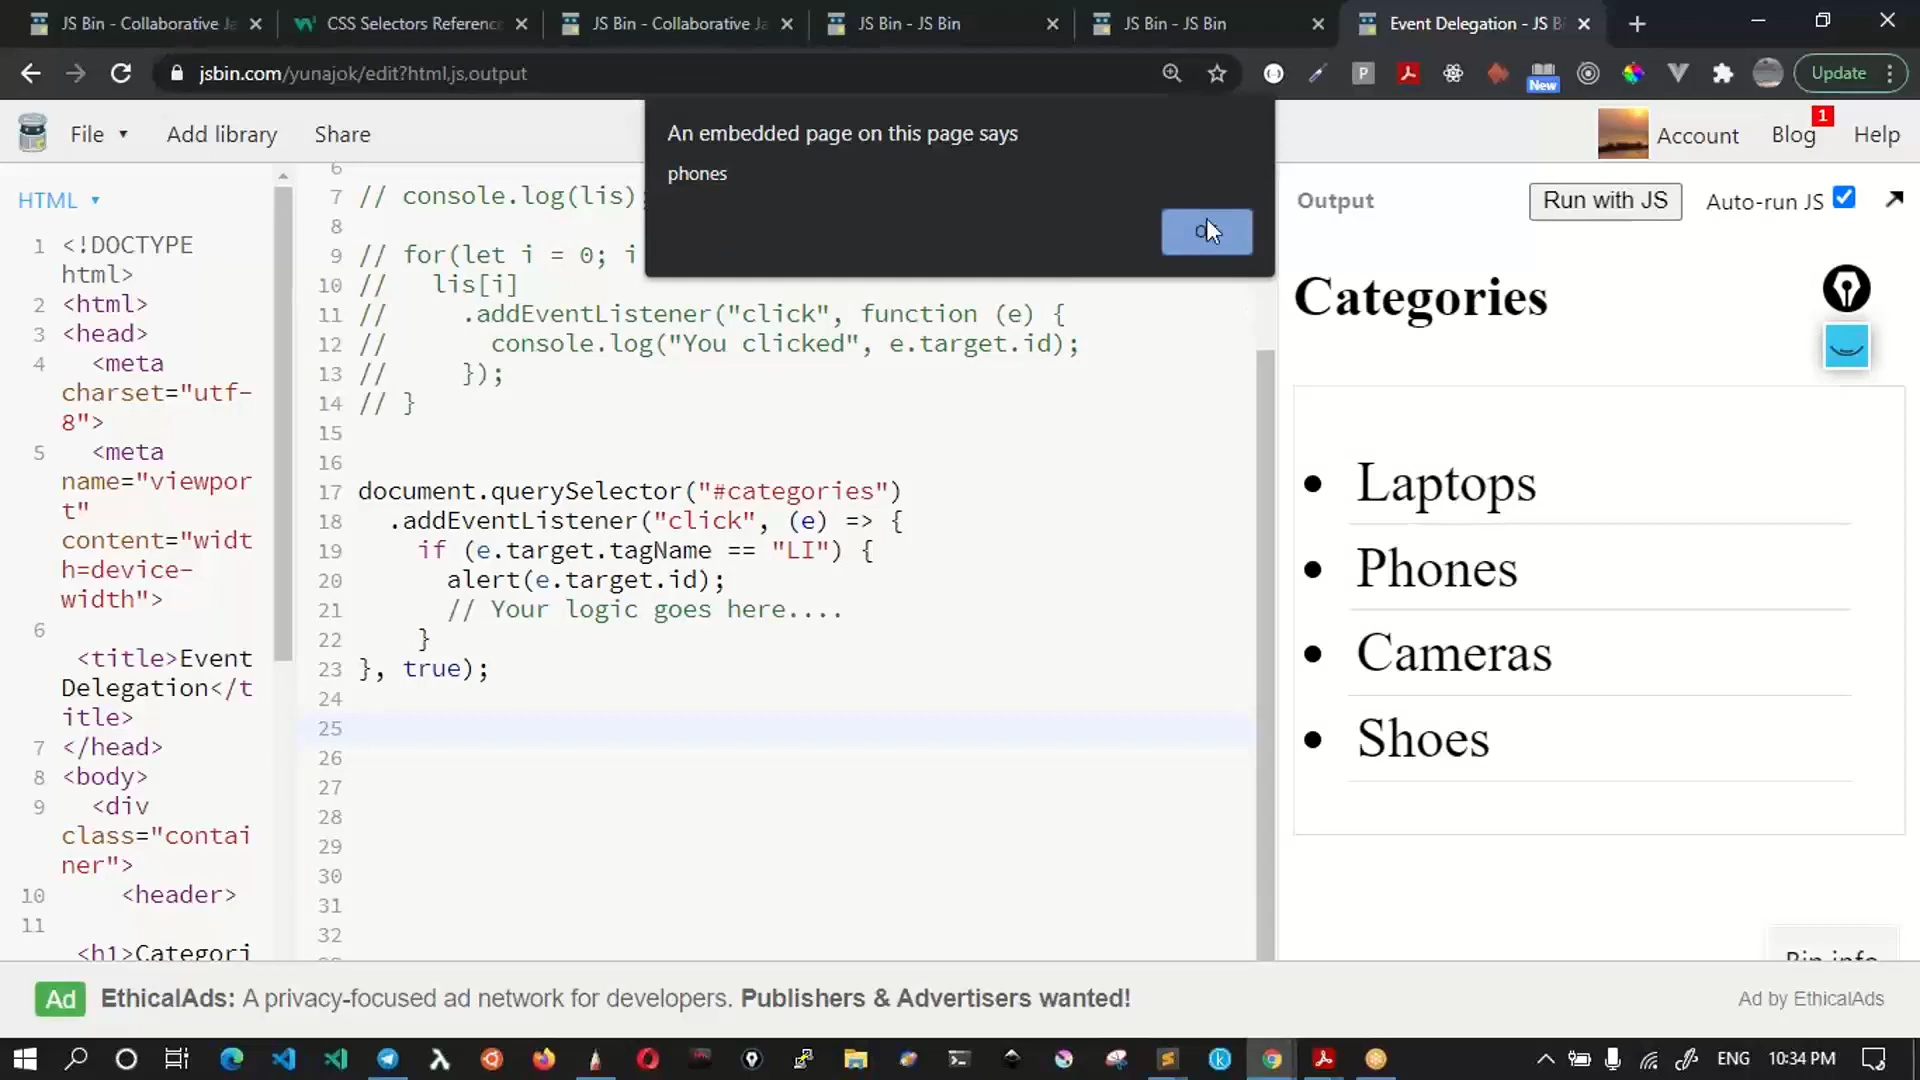 JS Bin - Collaborative Ja
CSS Selectors Reference
JS Bin - Collaborative Ja
JS Bin - JS Bin
JS Bin - JS Bin
Event Delegation - JS Bi
jsbin.com/yunajok/edit?html,js,output
P
New
Update
File
Add library
Share
An embedded page on this page says
phones
Account
Blog
1
Help
HTML
Output
Run with JS
Auto-run JS
1 <!DOCTYPE
html>
2 <html>
3 <head>
4 <meta
charset="utf-
8">
5 <meta
name="viewpor
t"
content="widt
h=device-
width">
6
<title>Event
Delegation</t
itle>
7 </head>
8 <body>
9 <div
class="contai
ner">
10 <header>
11
<h1>Categori
6
7 // console.log(lis)
8
9 // for(let i = 0; i
10 // lis[i]
11 // .addEventListener("click", function (e) {
12 // console.log("You clicked", e.target.id);
13 // });
14 // }
15
16
17 document.querySelector("#categories")
18 .addEventListener("click", (e) => {
19 if (e.target.tagName == "LI") {
20 alert(e.target.id);
21 // Your logic goes here....
22 }
23 }, true);
24
25
26
27
28
29
30
31
32
Categories
Laptops
Phones
Cameras
Shoes
Ad
EthicalAds: A privacy-focused ad network for developers. Publishers & Advertisers wanted!
Ad by EthicalAds
ENG
10:34 PM